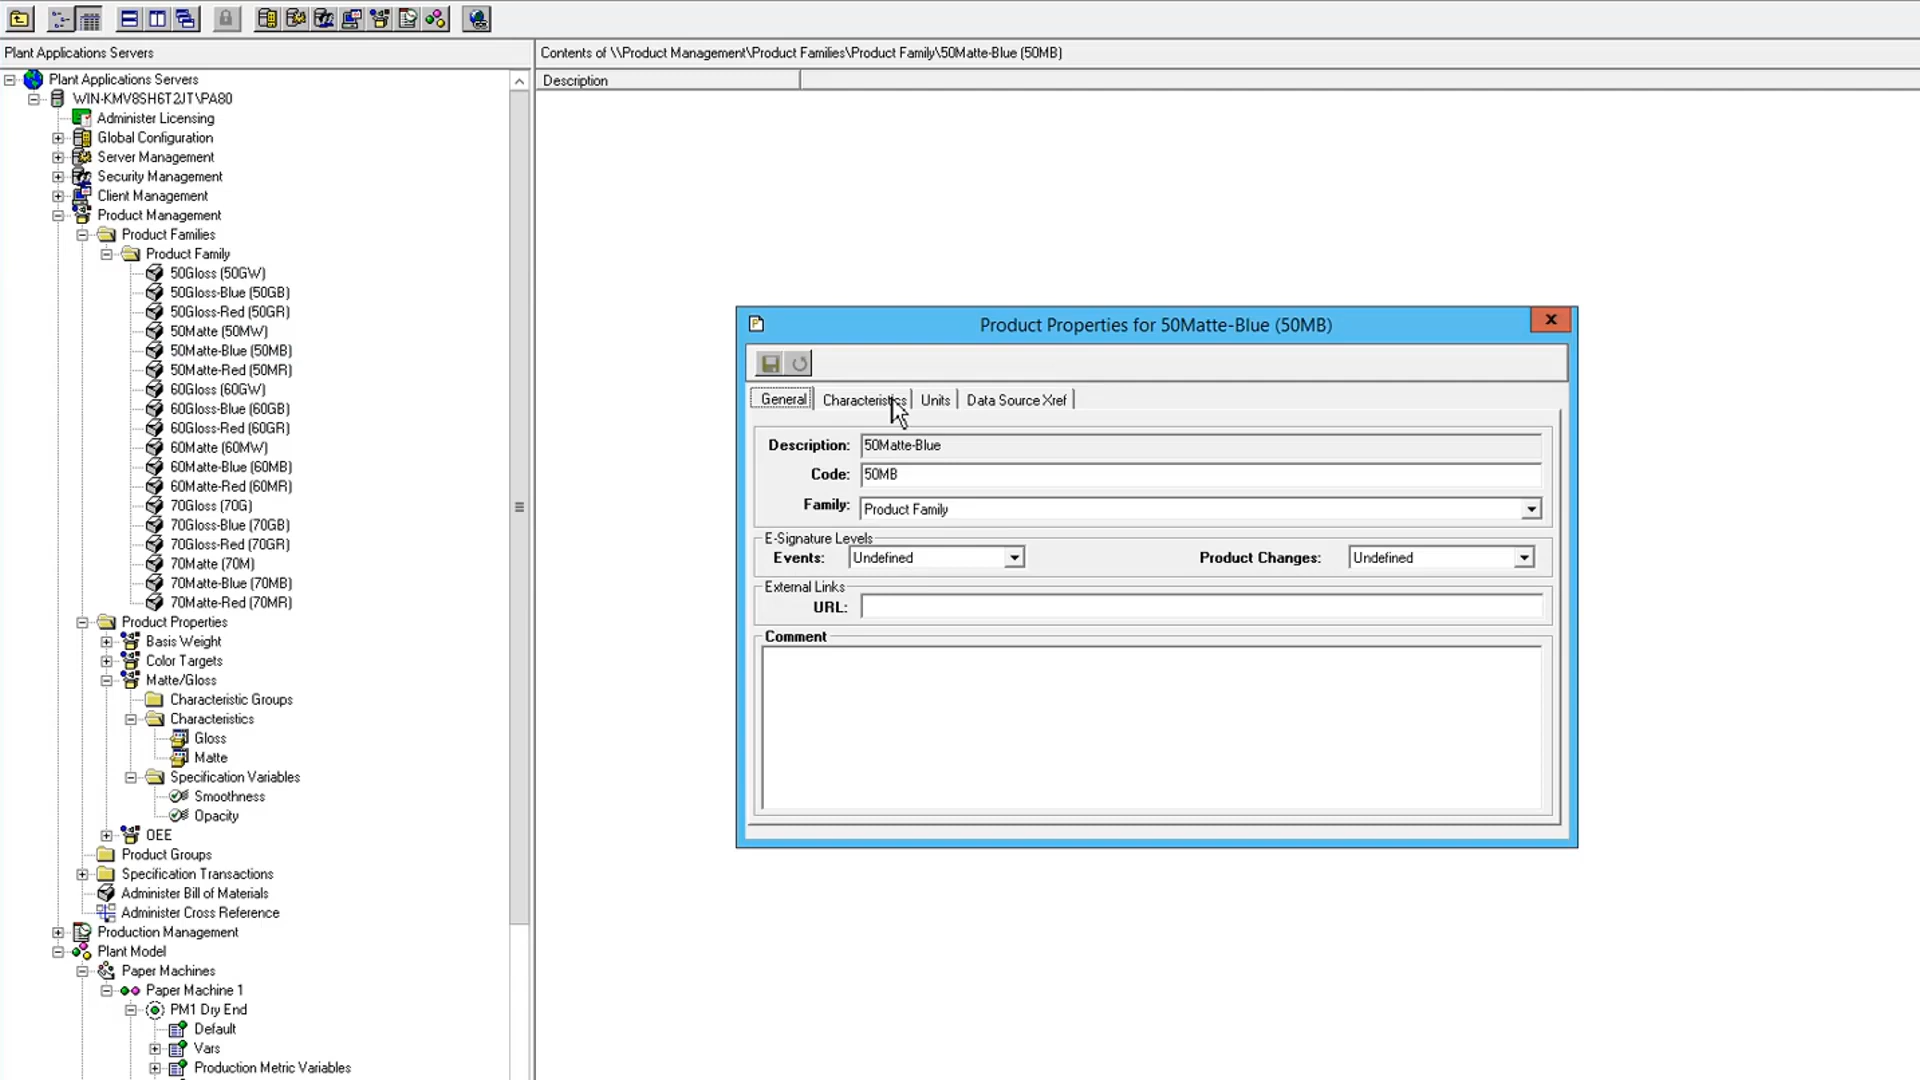 Plant Applications Servers
Contents of \\Product Management\Product Families\Product Family\50Matte-Blue (50MB)
Description
Plant Applications Servers
WIN-KMV8SH6T2JT\PA80
Administer Licensing
Global Configuration
Server Management
Security Management
Client Management
Product Management
Product Families
Product Family
50Gloss (50GW)
50Gloss-Blue (50GB)
50Gloss-Red (50GR)
50Matte (50MW)
50Matte-Blue (50MB)
50Matte-Red (50MR)
60Gloss (60GW)
60Gloss-Blue (60GB)
60Gloss-Red (60GR)
60Matte (60MW)
60Matte-Blue (60MB)
60Matte-Red (60MR)
70Gloss (70G)
70Gloss-Blue (70GB)
70Gloss-Red (70GR)
70Matte (70M)
70Matte-Blue (70MB)
70Matte-Red (70MR)
Product Properties
Basis Weight
Color Targets
Matte/Gloss
Characteristic Groups
Characteristics
Gloss
Matte
Specification Variables
Smoothness
Opacity
OEE
Product Groups
Specification Transactions
Administer Bill of Materials
Administer Cross Reference
Production Management
Plant Model
Paper Machines
Paper Machine 1
PM1 Dry End
Default
Vars
Production Metric Variables
Product Properties for 50Matte-Blue (50MB)
General Characteristics Units Data Source Xref
Description: 50Matte-Blue
Code: 50MB
Family: Product Family
E-Signature Levels
Events: Undefined Product Changes: Undefined
External Links
URL:
Comment